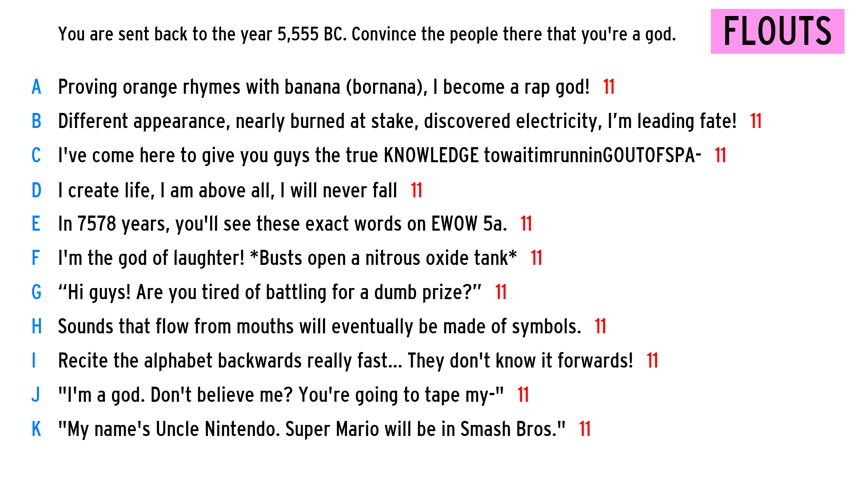 You are sent back to the year 5,555 BC. Convince the people there that you're a god.
FLOUTS
A Proving orange rhymes with banana (bornana), I become a rap god! 11
B Different appearance, nearly burned at stake, discovered electricity, I’m leading fate! 11
C I've come here to give you guys the true KNOWLEDGE towaitimrunninGOUTOFSPA- 11
D I create life, I am above all, I will never fall 11
E In 7578 years, you'll see these exact words on EWOW 5a. 11
F I'm the god of laughter! *Busts open a nitrous oxide tank* 11
G “Hi guys! Are you tired of battling for a dumb prize?” 11
H Sounds that flow from mouths will eventually be made of symbols. 11
I Recite the alphabet backwards really fast... They don't know it forwards! 11
J "I'm a god. Don't believe me? You're going to tape my-" 11
K "My name's Uncle Nintendo. Super Mario will be in Smash Bros." 11